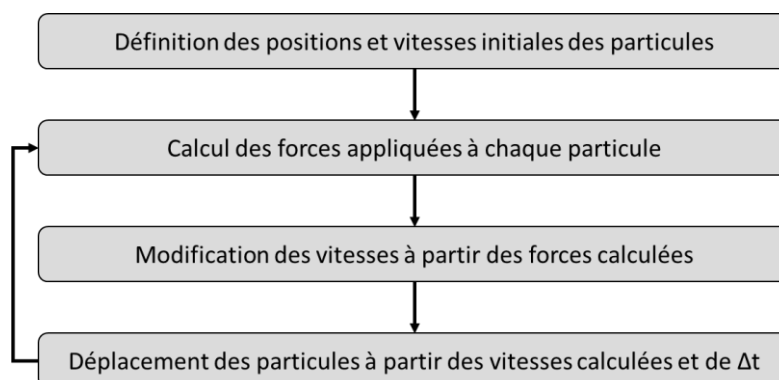 Définition des positions et vitesses initiales des particules
Calcul des forces appliquées à chaque particule
Modification des vitesses à partir des forces calculées
Déplacement des particules à partir des vitesses calculées et de Δt